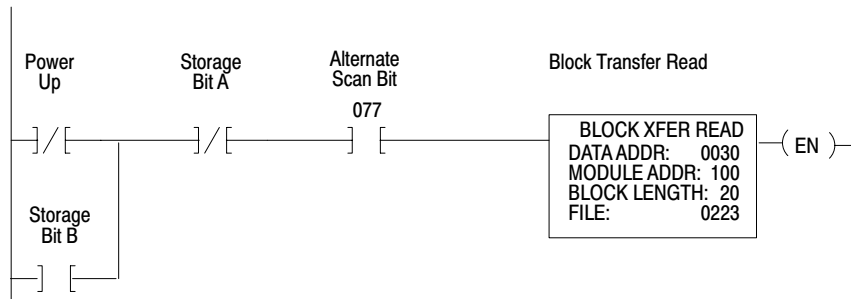 Power
Up
Storage
Bit A
Alternate
Scan Bit
077
Block Transfer Read
BLOCK XFER READ
DATA ADDR: 0030
MODULE ADDR: 100
BLOCK LENGTH: 20
FILE: 0223
EN
Storage
Bit B